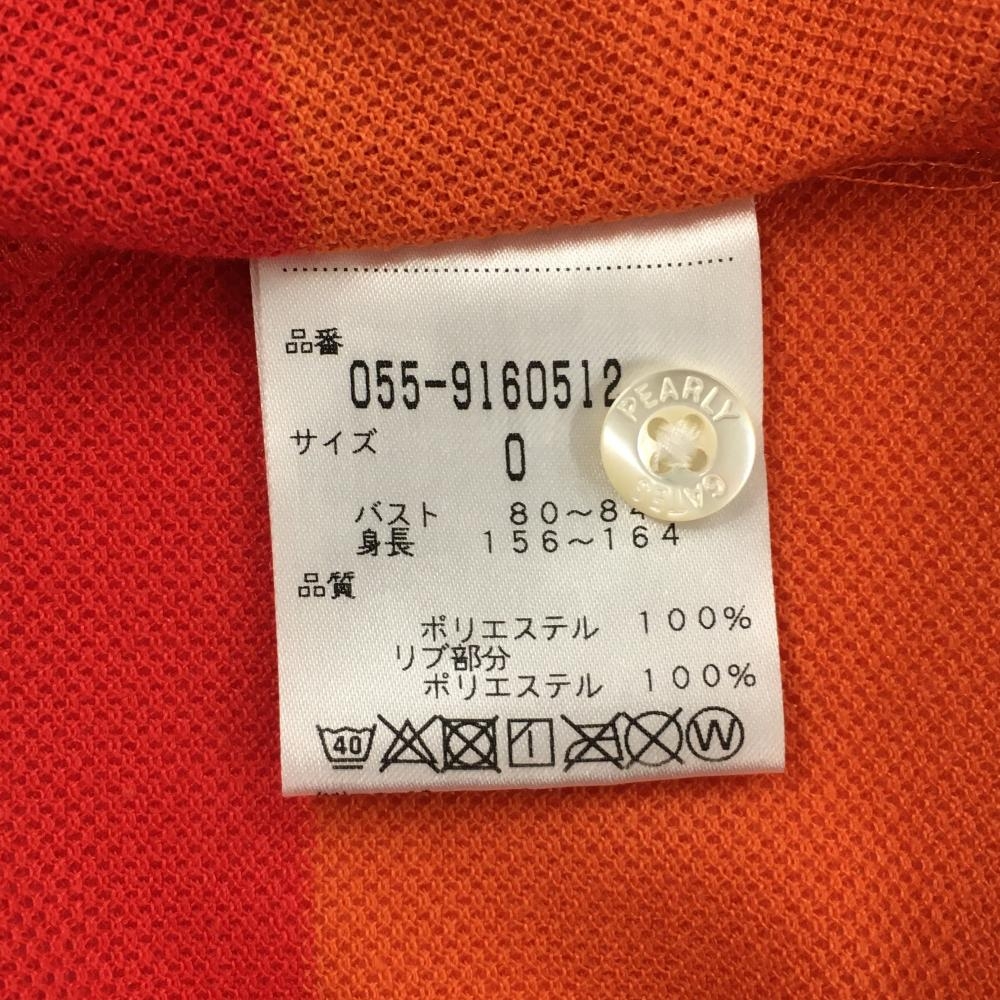 品番
055-9160512
サイズ
0
バスト 80～84
身長 156～164
品質
ポリエステル 100%
リブ部分
ポリエステル 100%
40
W
PEARLY
GATES